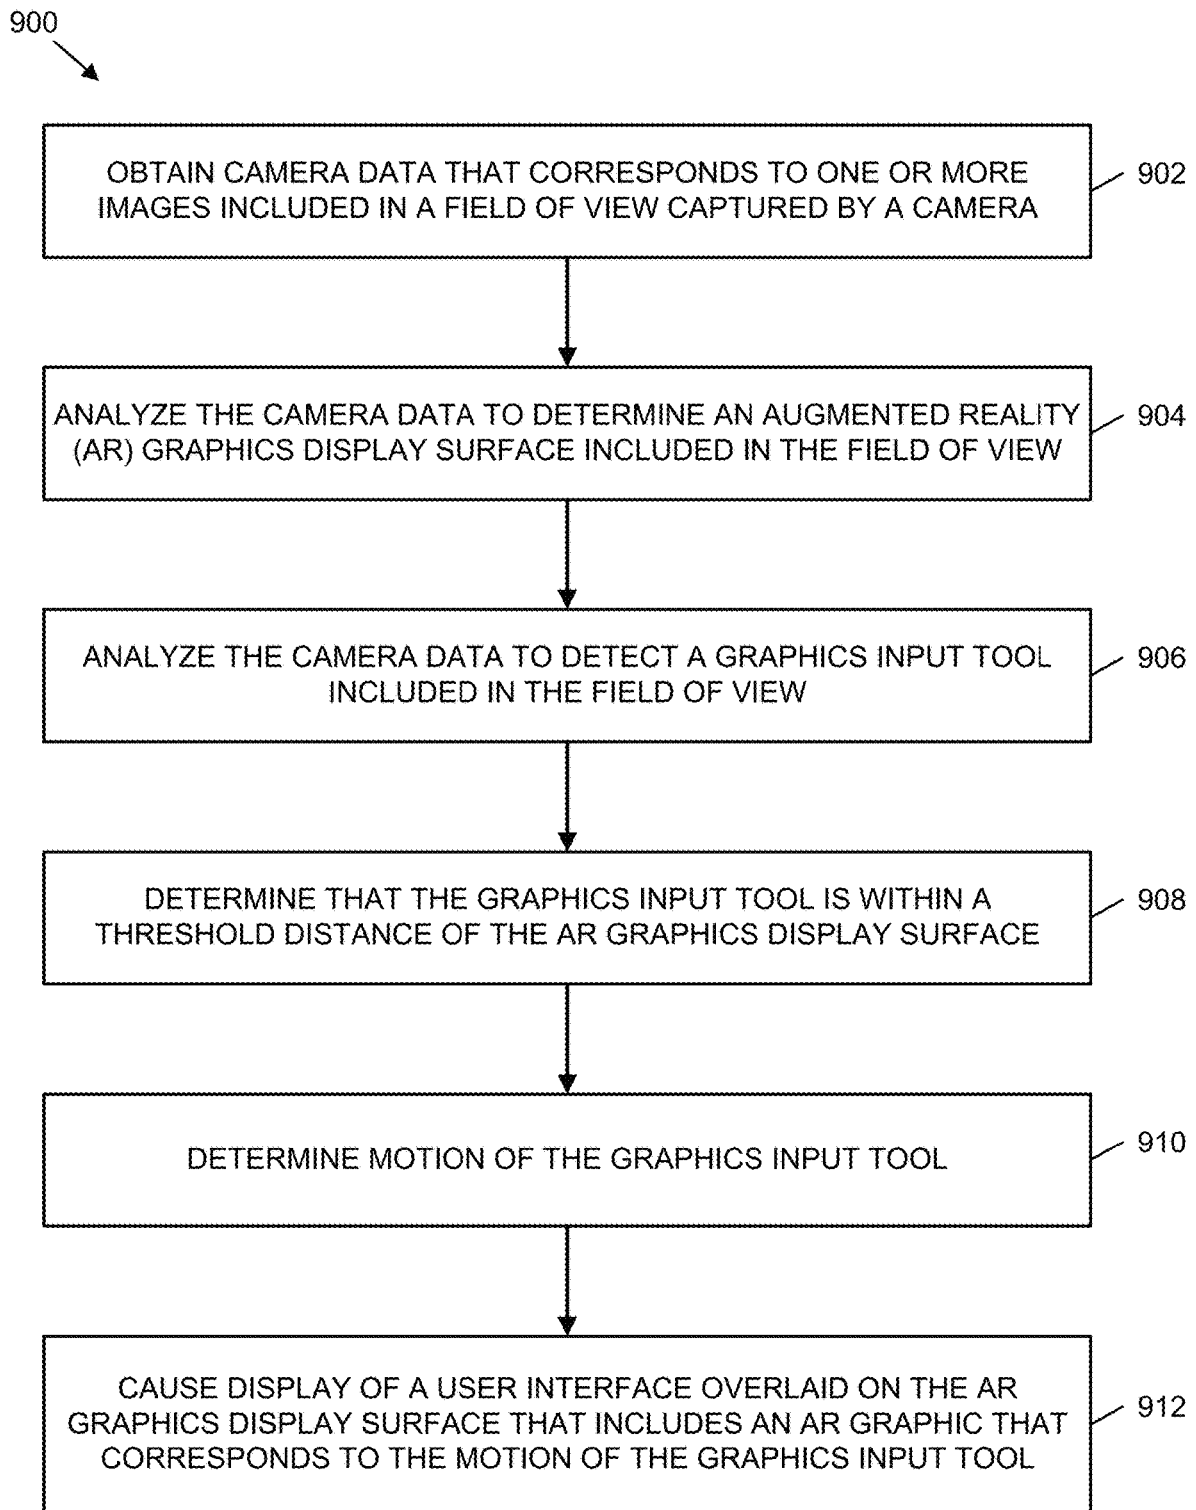 900
OBTAIN CAMERA DATA THAT CORRESPONDS TO ONE OR MORE
IMAGES INCLUDED IN A FIELD OF VIEW CAPTURED BY A CAMERA
902
ANALYZE THE CAMERA DATA TO DETERMINE AN AUGMENTED REALITY
(AR) GRAPHICS DISPLAY SURFACE INCLUDED IN THE FIELD OF VIEW
904
ANALYZE THE CAMERA DATA TO DETECT A GRAPHICS INPUT TOOL
INCLUDED IN THE FIELD OF VIEW
906
DETERMINE THAT THE GRAPHICS INPUT TOOL IS WITHIN A
THRESHOLD DISTANCE OF THE AR GRAPHICS DISPLAY SURFACE
908
DETERMINE MOTION OF THE GRAPHICS INPUT TOOL
910
CAUSE DISPLAY OF A USER INTERFACE OVERLAID ON THE AR
GRAPHICS DISPLAY SURFACE THAT INCLUDES AN AR GRAPHIC THAT
CORRESPONDS TO THE MOTION OF THE GRAPHICS INPUT TOOL
912